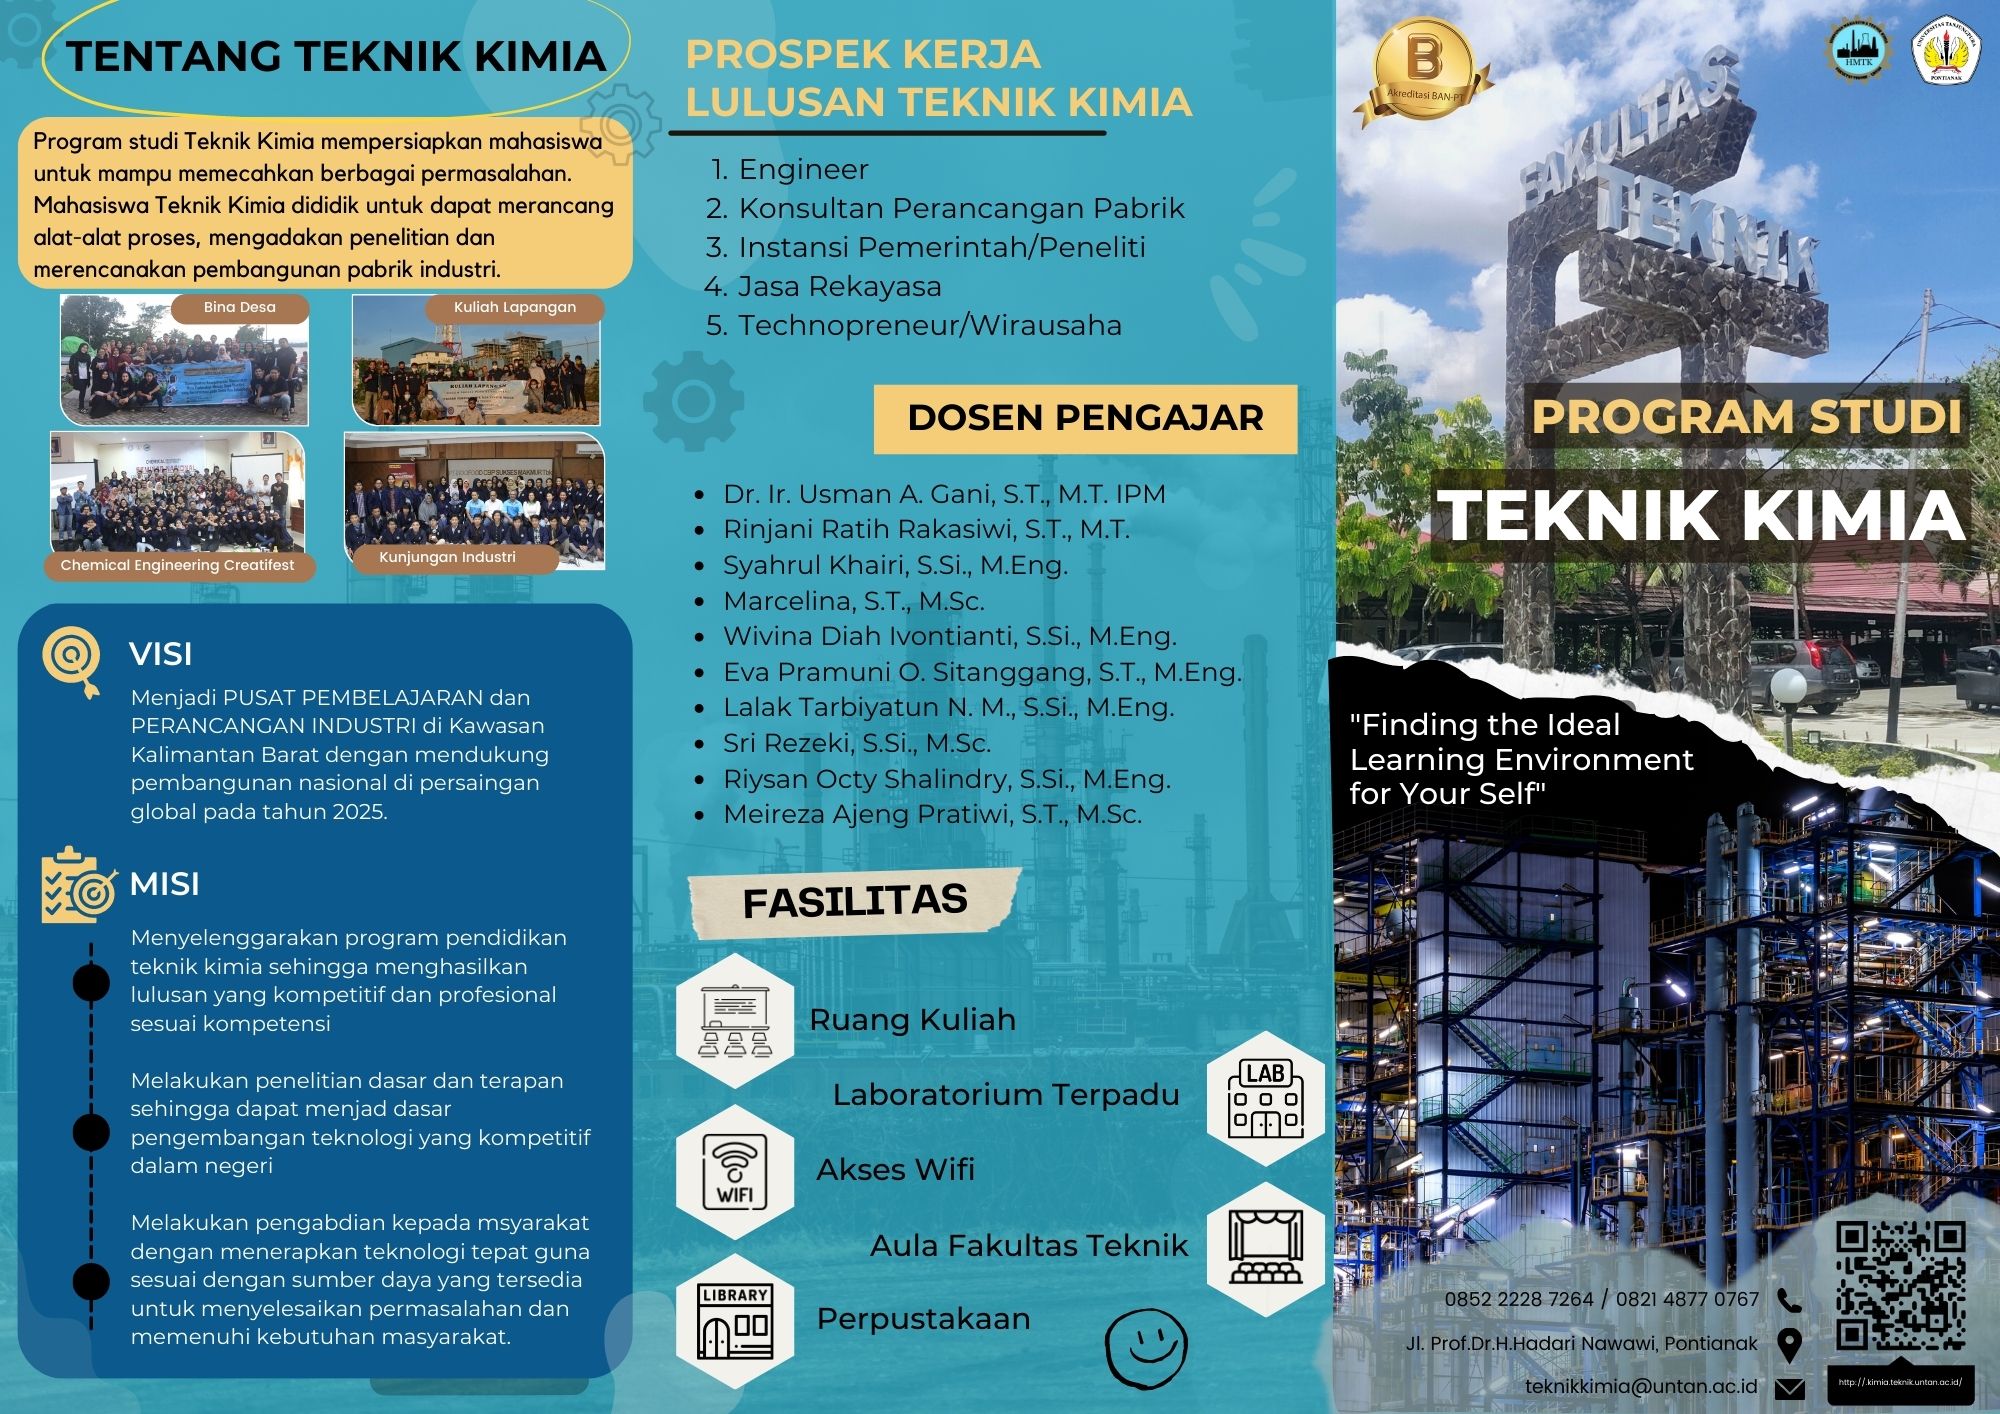 TENTANG TEKNIK KIMIA
Program studi Teknik Kimia mempersiapkan mahasiswa
untuk mampu memecahkan berbagai permasalahan.
Mahasiswa Teknik Kimia dididik untuk dapat merancang
alat-alat proses, mengadakan penelitian dan
merencanakan pembangunan pabrik industri.
Bina Desa
Kuliah Lapangan
KULIAH LAPANGAN
SEMINAR NASIONAL
CBP SUKSES MAKMUR Tbk
Chemical Engineering Creatifest
Kunjungan Industri
VISI
Menjadi PUSAT PEMBELAJARAN dan
PERANCANGAN INDUSTRI di Kawasan
Kalimantan Barat dengan mendukung
pembangunan nasional di persaingan
global pada tahun 2025.
MISI
Menyelenggarakan program pendidikan
teknik kimia sehingga menghasilkan
lulusan yang kompetitif dan profesional
sesuai kompetensi
Melakukan penelitian dasar dan terapan
sehingga dapat menjad dasar
pengembangan teknologi yang kompetitif
dalam negeri
Melakukan pengabdian kepada msyarakat
dengan menerapkan teknologi tepat guna
sesuai dengan sumber daya yang tersedia
untuk menyelesaikan permasalahan dan
memenuhi kebutuhan masyarakat.
PROSPEK KERJA
LULUSAN TEKNIK KIMIA
1. Engineer
2. Konsultan Perancangan Pabrik
3. Instansi Pemerintah/Peneliti
4. Jasa Rekayasa
5. Technopreneur/Wirausaha
DOSEN PENGAJAR
• Dr. Ir. Usman A. Gani, S.T., M.T. IPM
• Rinjani Ratih Rakasiwi, S.T., M.T.
• Syahrul Khairi, S.Si., M.Eng.
• Marcelina, S.T., M.Sc.
• Wivina Diah Ivontianti, S.Si., M.Eng.
• Eva Pramuni O. Sitanggang, S.T., M.Eng.
• Lalak Tarbiyatun N. M., S.Si., M.Eng.
• Sri Rezeki, S.Si., M.Sc.
• Riysan Octy Shalindry, S.Si., M.Eng.
• Meireza Ajeng Pratiwi, S.T., M.Sc.
FASILITAS
Ruang Kuliah
LAB
Laboratorium Terpadu
WIFI
Akses Wifi
Aula Fakultas Teknik
LIBRARY
Perpustakaan
B
Akreditasi BAN-PT
HMTK
UNIVERSITAS TANJUNGPURA
PONTIANAK
FAKULTAS
TEKNIK
PROGRAM STUDI
TEKNIK KIMIA
"Finding the Ideal
Learning Environment
for Your Self"
0852 2228 7264 / 0821 4877 0767
Jl. Prof.Dr.H.Hadari Nawawi, Pontianak
teknikkimia@untan.ac.id
http://.kimia.teknik.untan.ac.id/